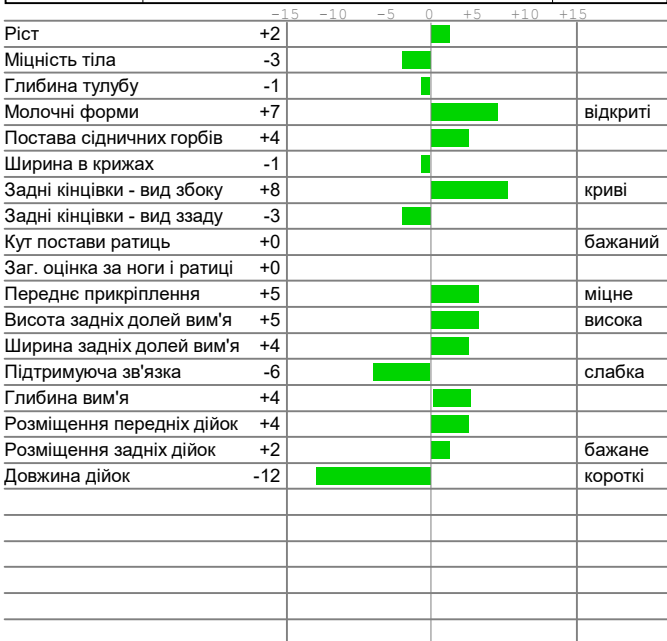 -15 -10 -5 0 +5 +10 +15
Ріст +2
Міцність тіла -3
Глибина тулубу -1
Молочні форми +7 відкриті
Постава сідничних горбів +4
Ширина в крижах -1
Задні кінцівки - вид збоку +8 криві
Задні кінцівки - вид ззаду -3
Кут постави ратиць +0 бажаний
Заг. оцінка за ноги і ратиці +0
Переднє прикріплення +5 міцне
Висота задніх долей вим'я +5 висока
Ширина задніх долей вим'я +4
Підтримуюча зв'язка -6 слабка
Глибина вим'я +4
Розміщення передніх дійок +4
Розміщення задніх дійок +2 бажане
Довжина дійок -12 короткі